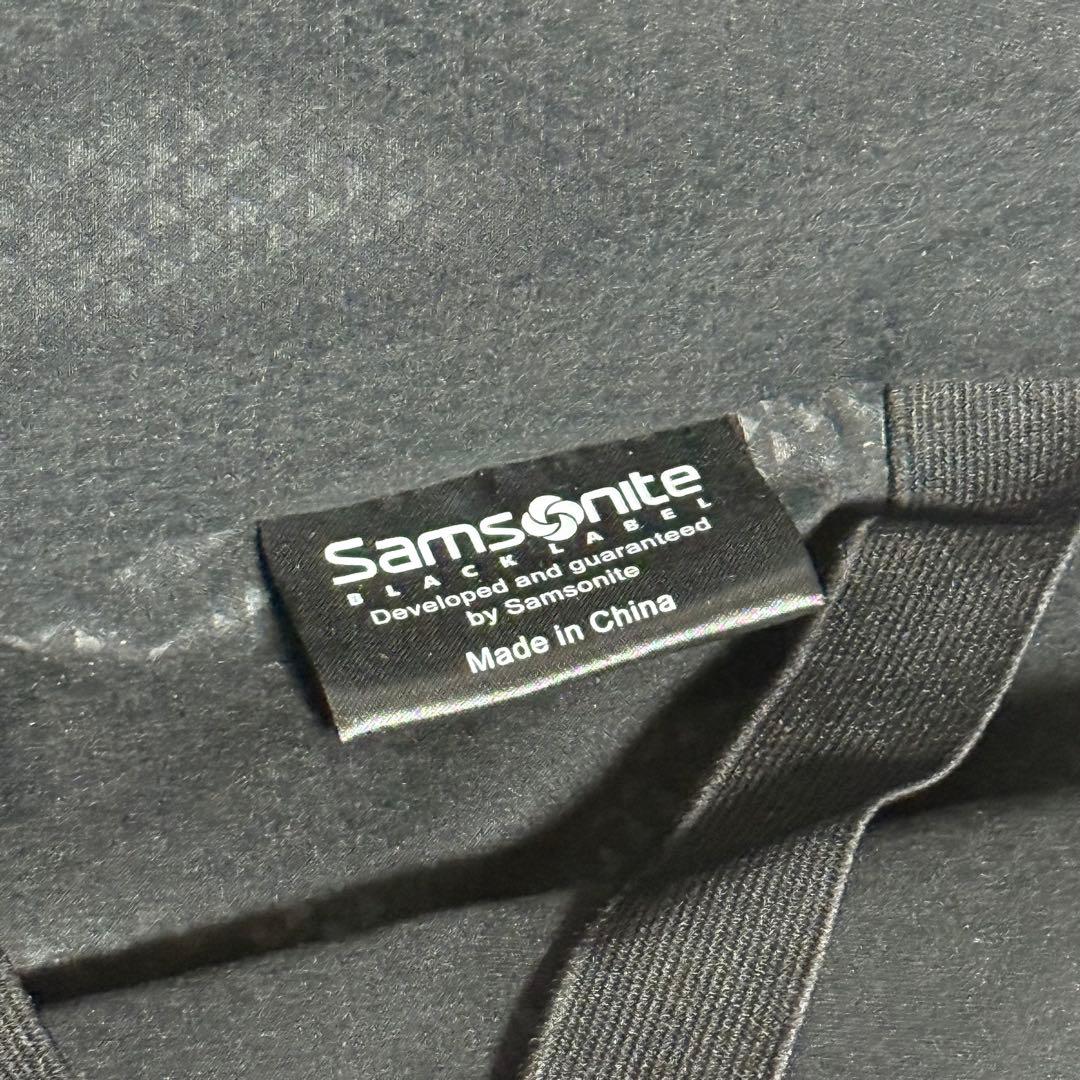 Samsonite
BLACK LABEL
Developed and guaranteed
by Samsonite
Made in China